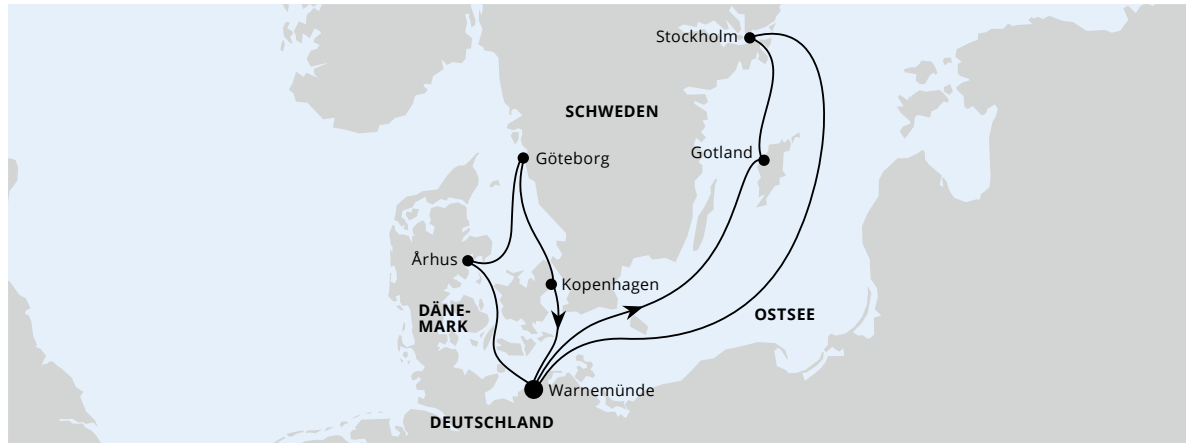 Stockholm
SCHWEDEN
Gotland
Göteborg
Århus
Kopenhagen
DÄNE-
MARK
OSTSEE
Warnemünde
DEUTSCHLAND